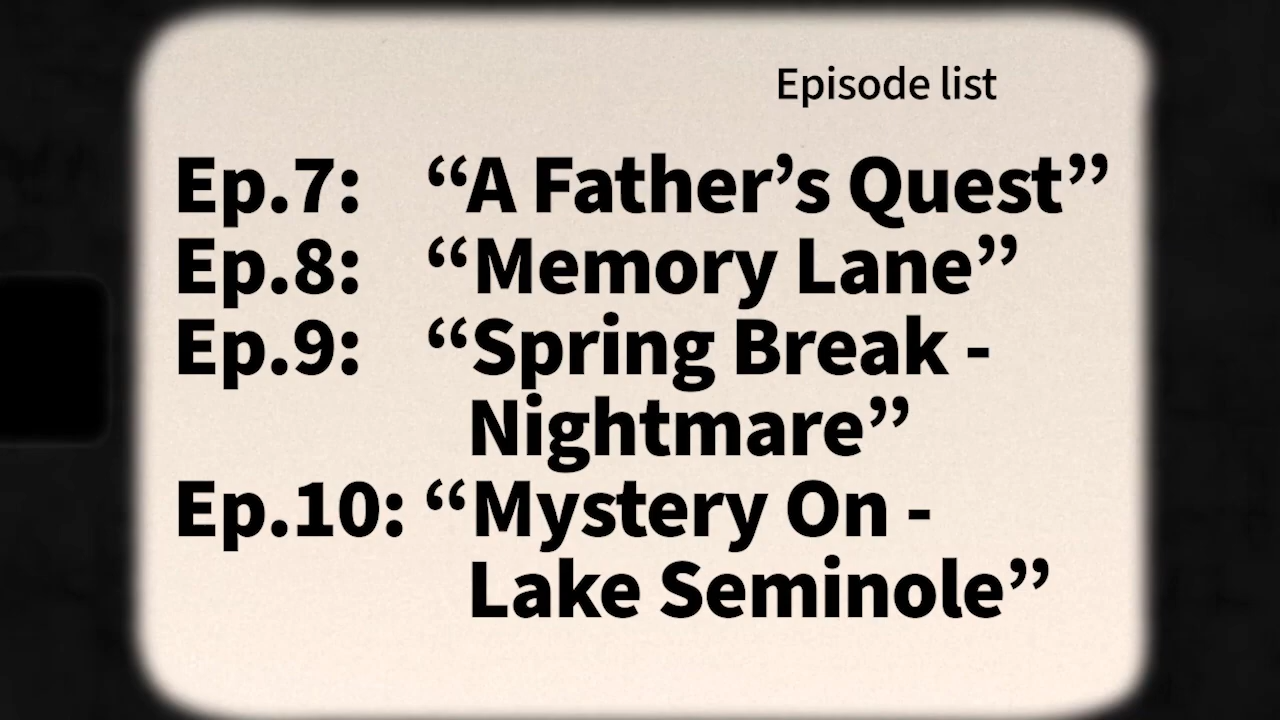 Episode list
Ep.7: “A Father’s Quest”
Ep.8: “Memory Lane”
Ep.9: “Spring Break -
Nightmare”
Ep.10: “Mystery On -
Lake Seminole”